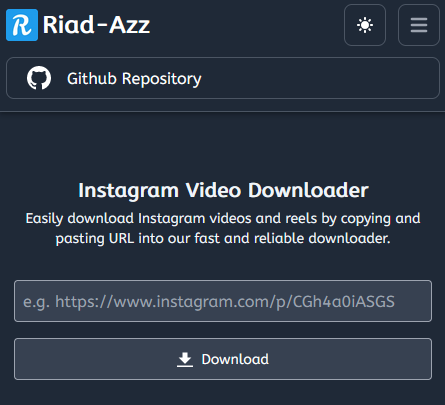 R Riad-Azz
Github Repository
Instagram Video Downloader
Easily download Instagram videos and reels by copying and
pasting URL into our fast and reliable downloader.
e.g. https://www.instagram.com/p/CGh4a0iASGS
Download